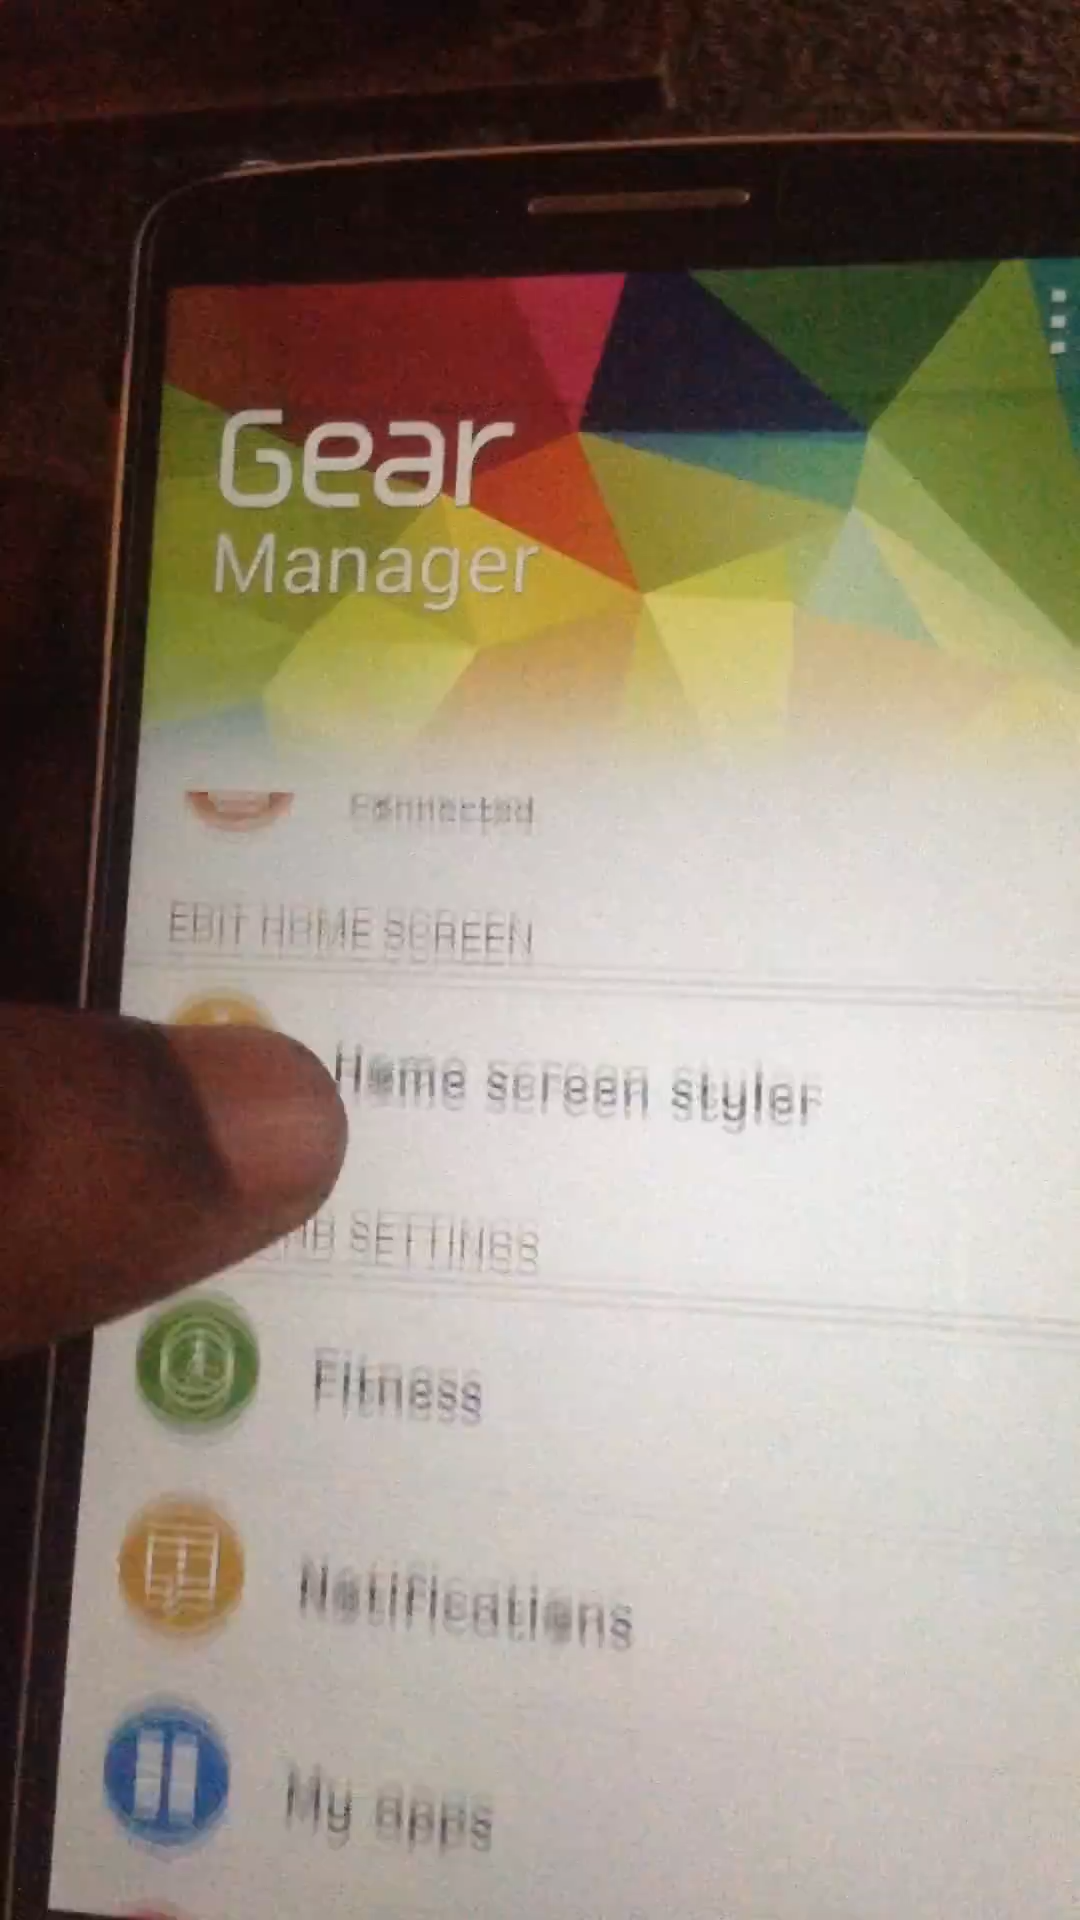 Gear
Manager
Connected
EDIT HOME SCREEN
Home screen styler
SETTINGS
Fitness
Notifications
My apps